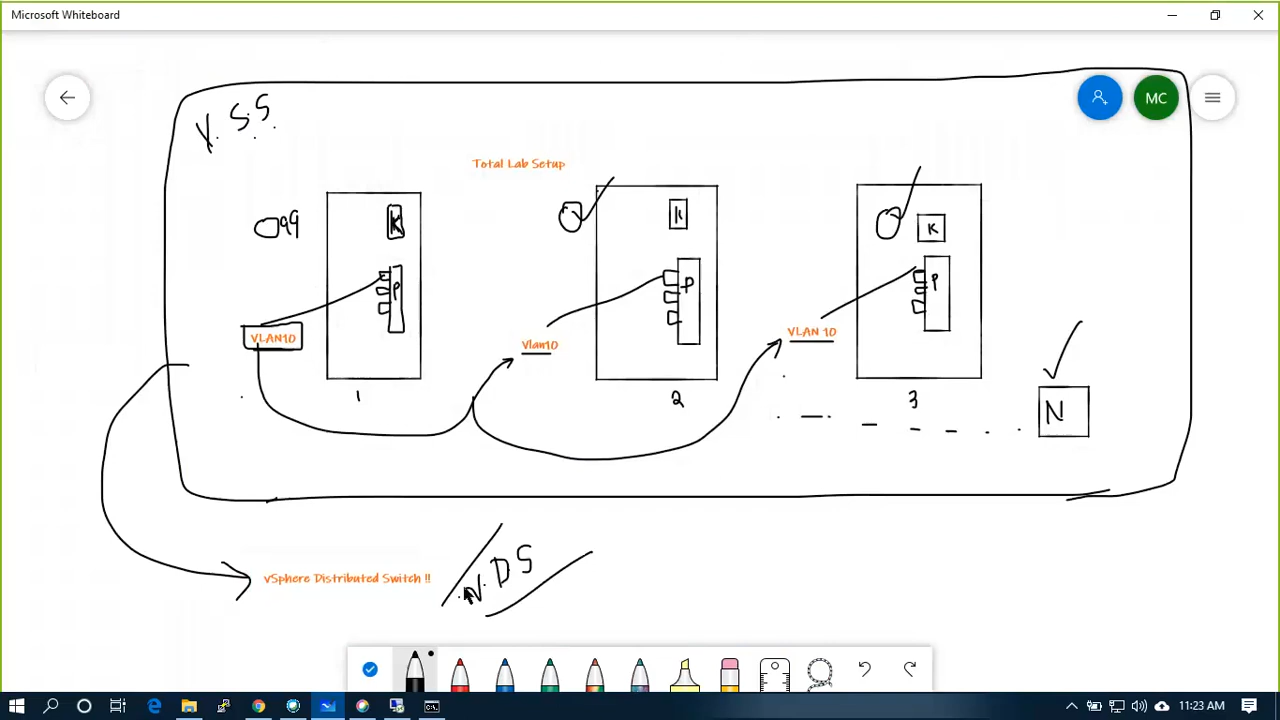 Microsoft Whiteboard
V.S.S.
MC
Total Lab Setup
99
K
K
K
P
P
P
VLAN10
Vlan10
VLAN 10
1
2
3
N
vSphere Distributed Switch !!
V.D S
11:23 AM